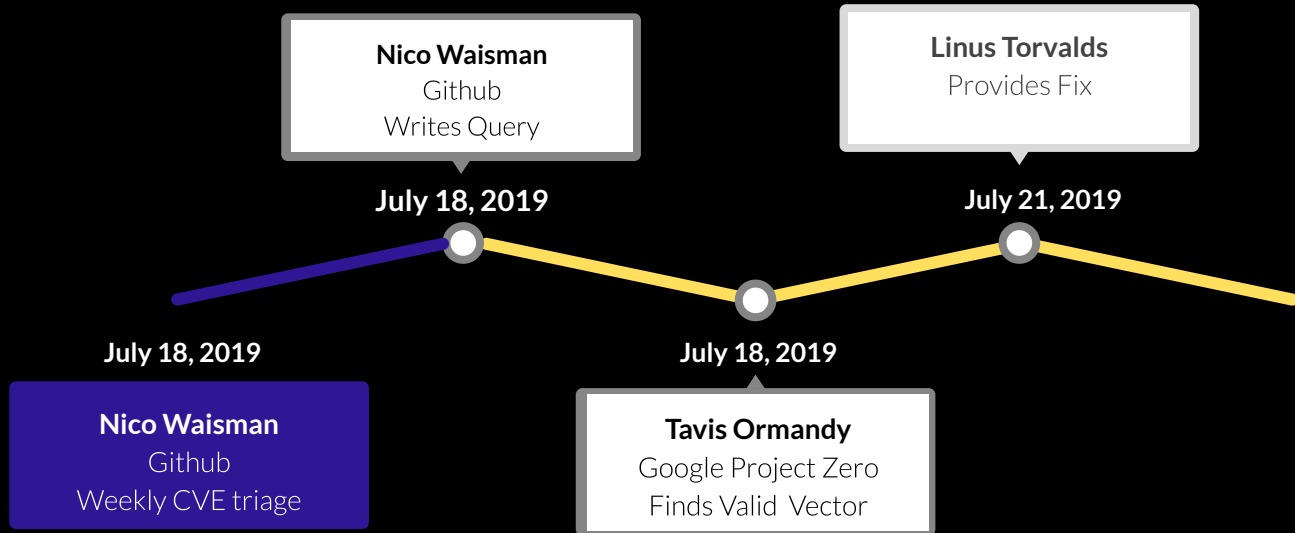 July 18, 2019
Nico Waisman
Github
Weekly CVE triage
Nico Waisman
Github
Writes Query
July 18, 2019
July 18, 2019
Tavis Ormandy
Google Project Zero
Finds Valid Vector
Linus Torvalds
Provides Fix
July 21, 2019